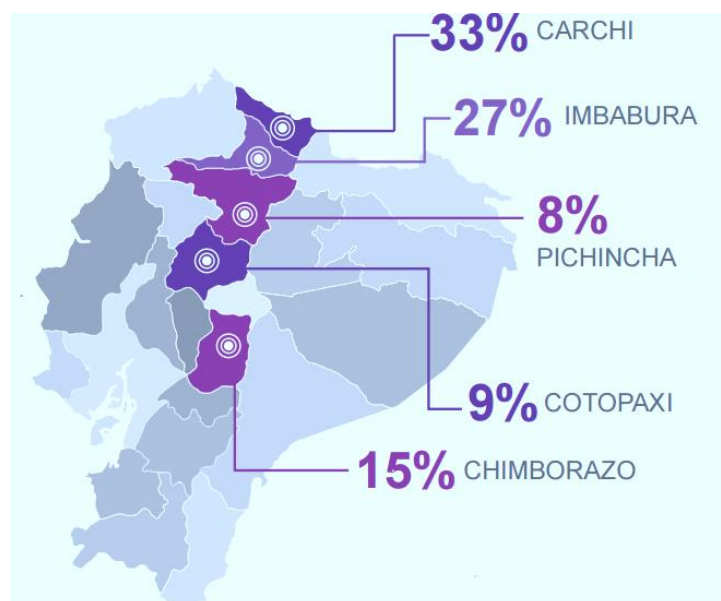 33% CARCHI
27% IMBABURA
8%
PICHINCHA
9% COTOPAXI
15% CHIMBORAZO